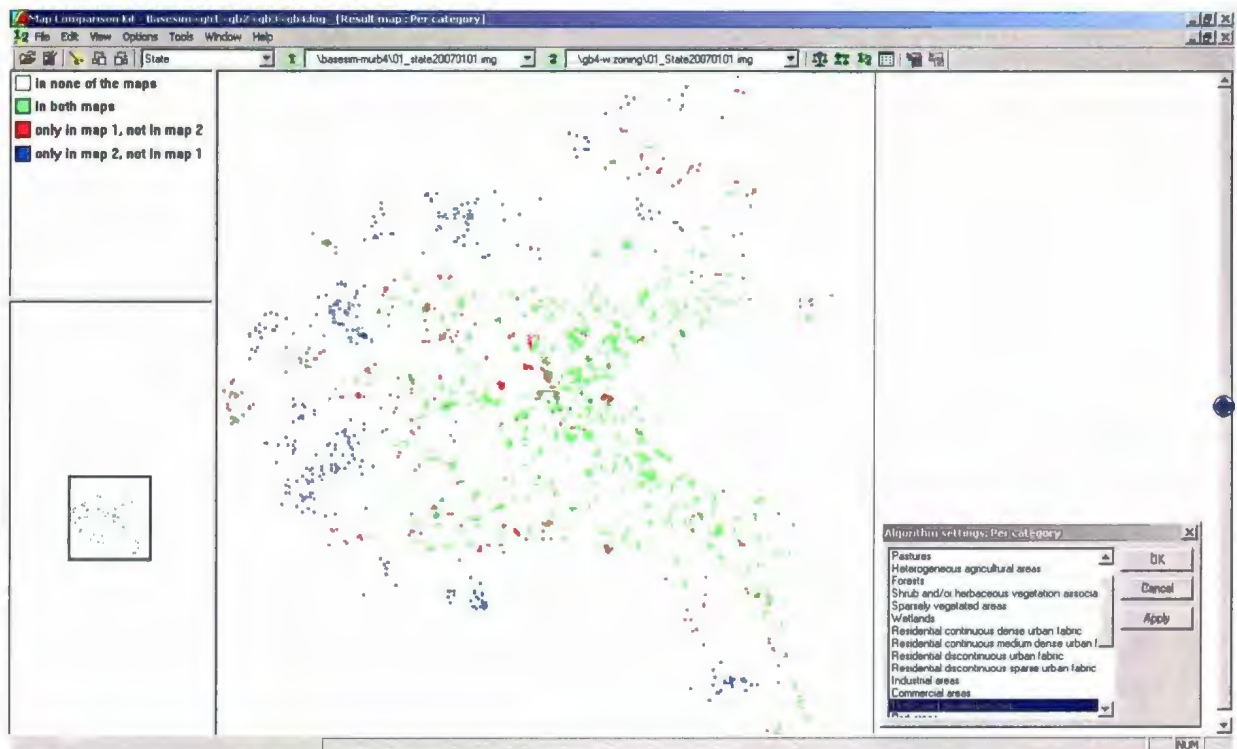 Map Comparison Kit - Basesim-gb1-gb2-gb3-gb4.log - [Result map : Per category]
File Edit View Options Tools Window Help
State 1 \basesim-murb4\01_state20070101 img 2 \gb4-w zoning\01_State20070101 img
in none of the maps
in both maps
only in map 1, not in map 2
only in map 2, not in map 1
Algorithm settings: Per category
Pastures
Heterogeneous agricultural areas
Forests
Shrub and/or herbaceous vegetation associa
Sparsely vegetated areas
Wetlands
Residential continuous dense urban fabric
Residential continuous medium dense urban f
Residential discontinuous urban fabric
Residential discontinuous sparse urban fabric
Industrial areas
Commercial areas
OK
Cancel
Apply
NUM